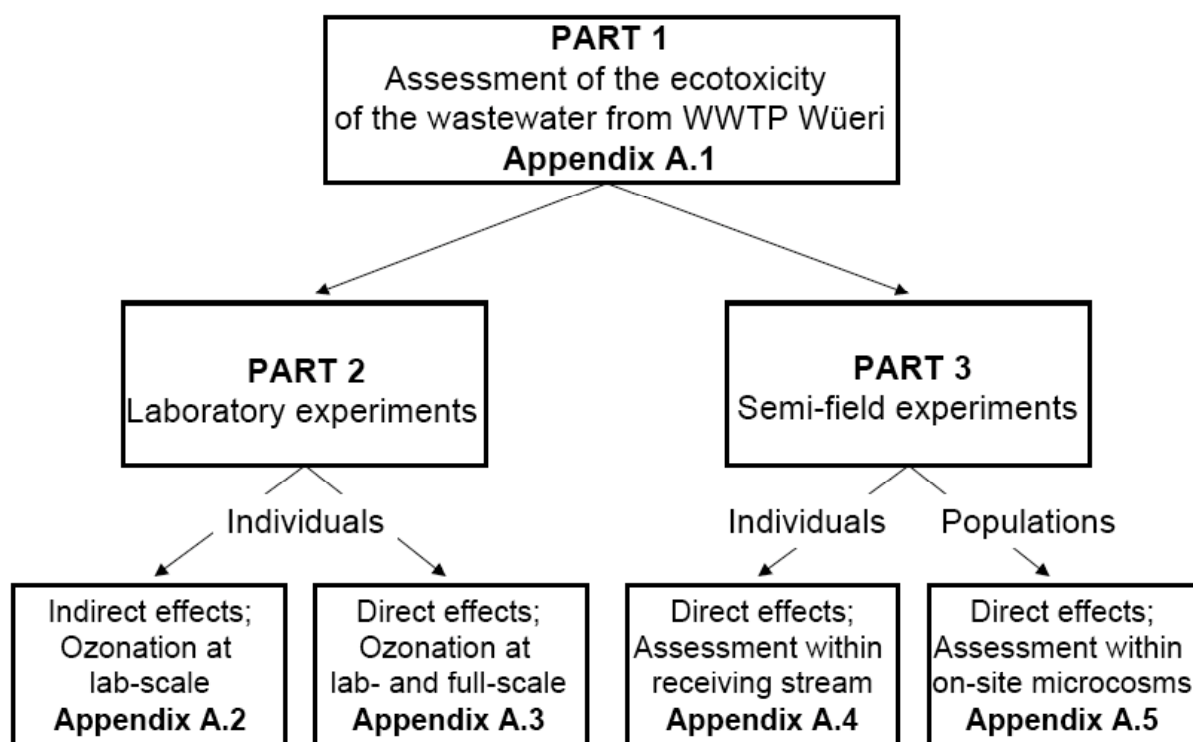 PART 1
Assessment of the ecotoxicity
of the wastewater from WWTP Wüeri
Appendix A.1
PART 2
Laboratory experiments
PART 3
Semi-field experiments
Individuals
Individuals
Populations
Indirect effects;
Ozonation at
lab-scale
Appendix A.2
Direct effects;
Ozonation at
lab- and full-scale
Appendix A.3
Direct effects;
Assessment within
receiving stream
Appendix A.4
Direct effects;
Assessment within
on-site microcosms
Appendix A.5